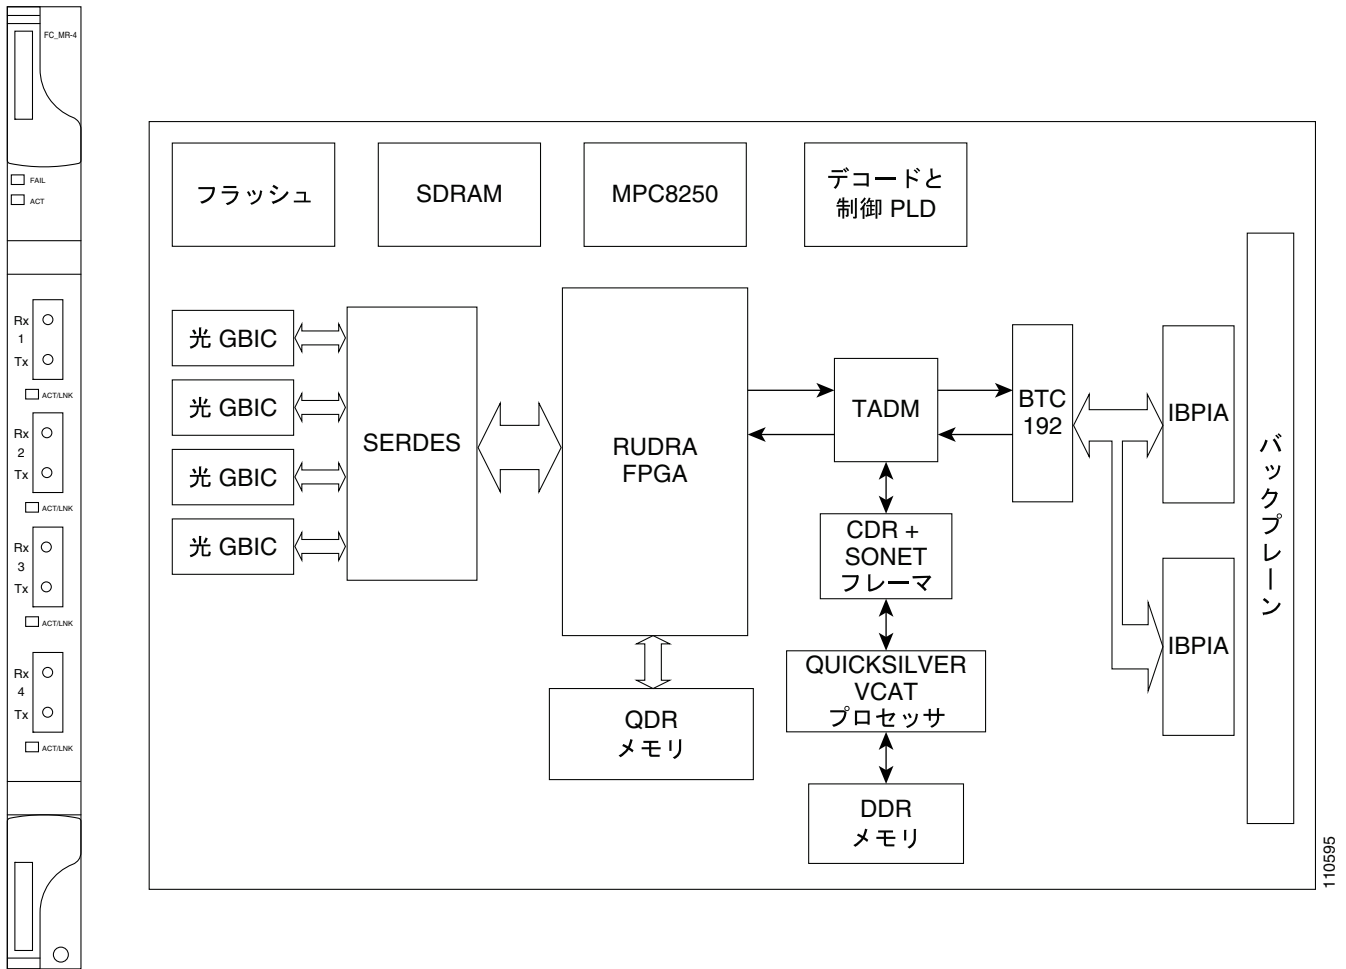 FC_MR-4
FAIL
ACT
Rx
1
Tx
ACT/LNK
Rx
2
Tx
ACT/LNK
Rx
3
Tx
ACT/LNK
Rx
4
Tx
ACT/LNK
フラッシュ
SDRAM
MPC8250
デコードと
制御 PLD
光 GBIC
光 GBIC
光 GBIC
光 GBIC
SERDES
RUDRA
FPGA
QDR
メモリ
TADM
CDR +
SONET
フレーマ
QUICKSILVER
VCAT
プロセッサ
DDR
メモリ
BTC
192
IBPIA
IBPIA
バックプレーン
110595